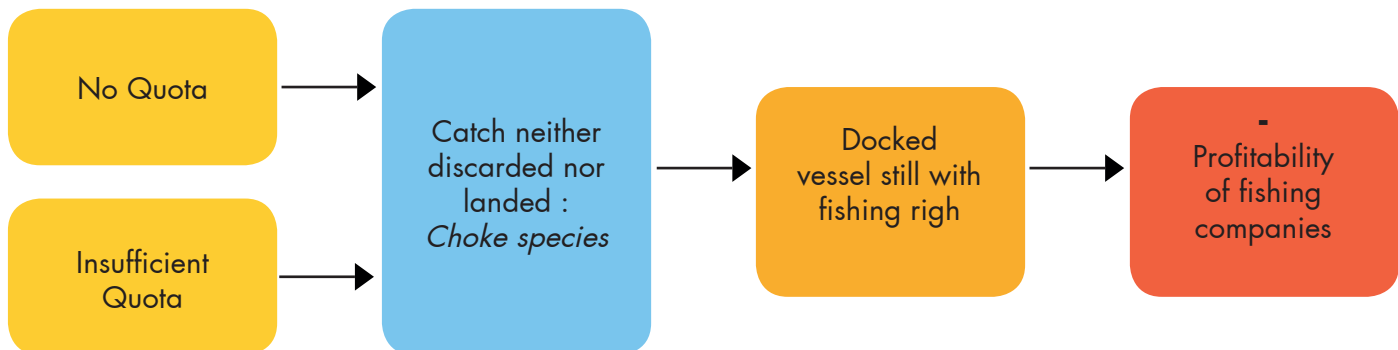 No Quota
Insufficient
Quota
Catch neither
discarded nor
landed :
Choke species
Docked
vessel still with
fishing righ
-
Profitability
of fishing
companies